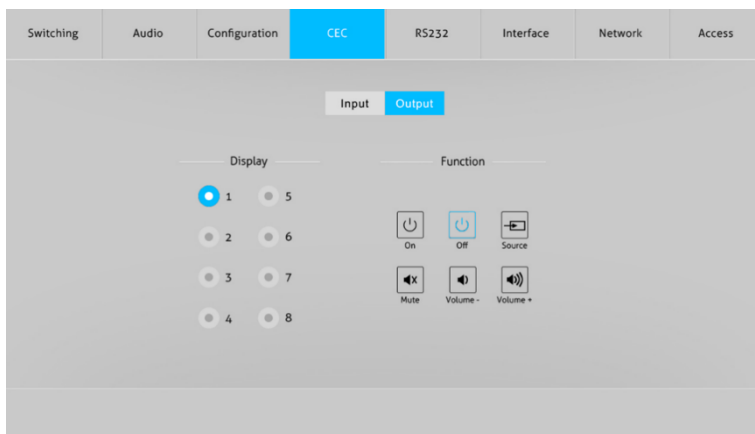 Switching Audio Configuration CEC RS232 Interface Network Access
Input Output
Display Function
1 5
2 6
3 7
4 8
On Off Source
Mute Volume - Volume +